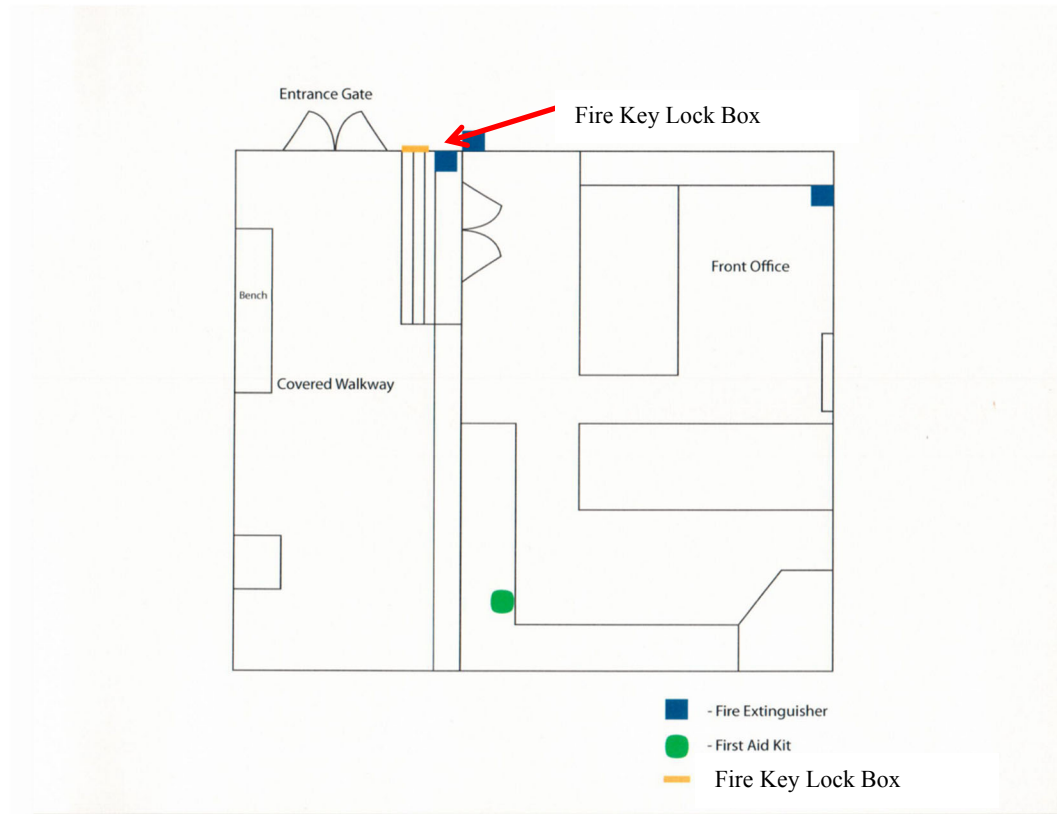 Entrance Gate
Fire Key Lock Box
Front Office
Bench
Covered Walkway
- Fire Extinguisher
- First Aid Kit
Fire Key Lock Box